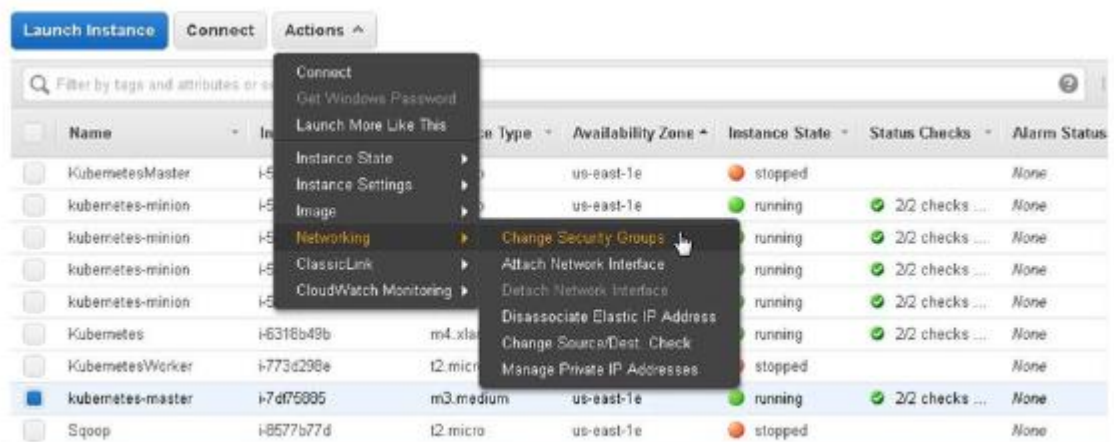 Launch Instance Connect Actions
Connect
Filter by tags and attributes or
Get Windows Password
Launch More Like This
Name Type Availability Zone Instance State Status Checks Alarm Status
Instance State
KubernetesMaster us-east-1e stopped None
Instance Settings
kubernetes-minion us-east-1e running 2/2 checks ... None
Image
kubernetes-minion Networking Change Security Groups running 2/2 checks ... None
kubernetes-minion ClassicLink Attach Network Interface running 2/2 checks ... None
kubernetes-minion CloudWatch Monitoring Detach Network Interface running 2/2 checks ... None
Disassociate Elastic IP Address
Kubernetes i-6318b49b m4.xla running 2/2 checks ... None
Change Source/Dest. Check
KubernetesWorker i-773d298e t2.micr Manage Private IP Addresses stopped None
kubernetes-master i-7df75885 m3.medium us-east-1e running 2/2 checks ... None
Sqoop i-8577b77d t2.micro us-east-1e stopped None